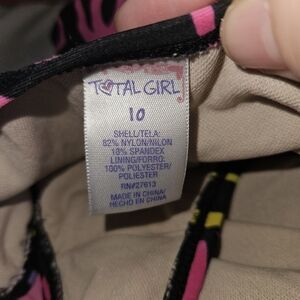 TOTAL GIRL
10
SHELL/TELA:
82% NYLON/NILON
18% SPANDEX
LINING/FORRO:
100% POLYESTER/
POLIESTER
RN#27613
MADE IN CHINA/
HECHO EN CHINA